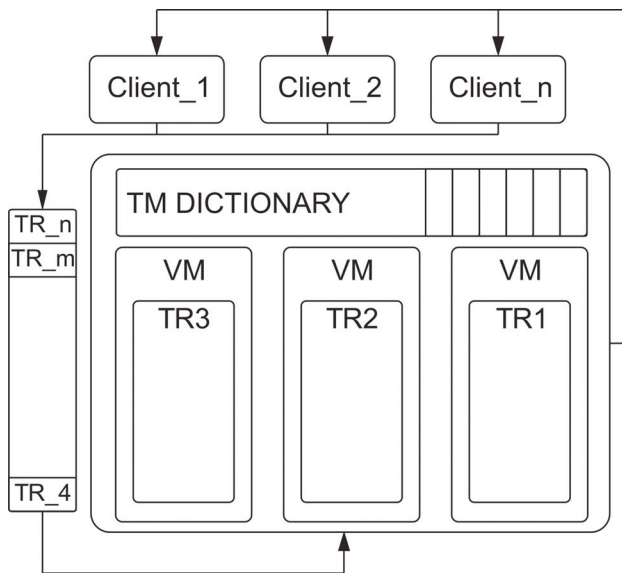 Client_1 Client_2 Client_n
TM DICTIONARY
TR_n
TR_m
TR_4
VM VM VM
TR3 TR2 TR1